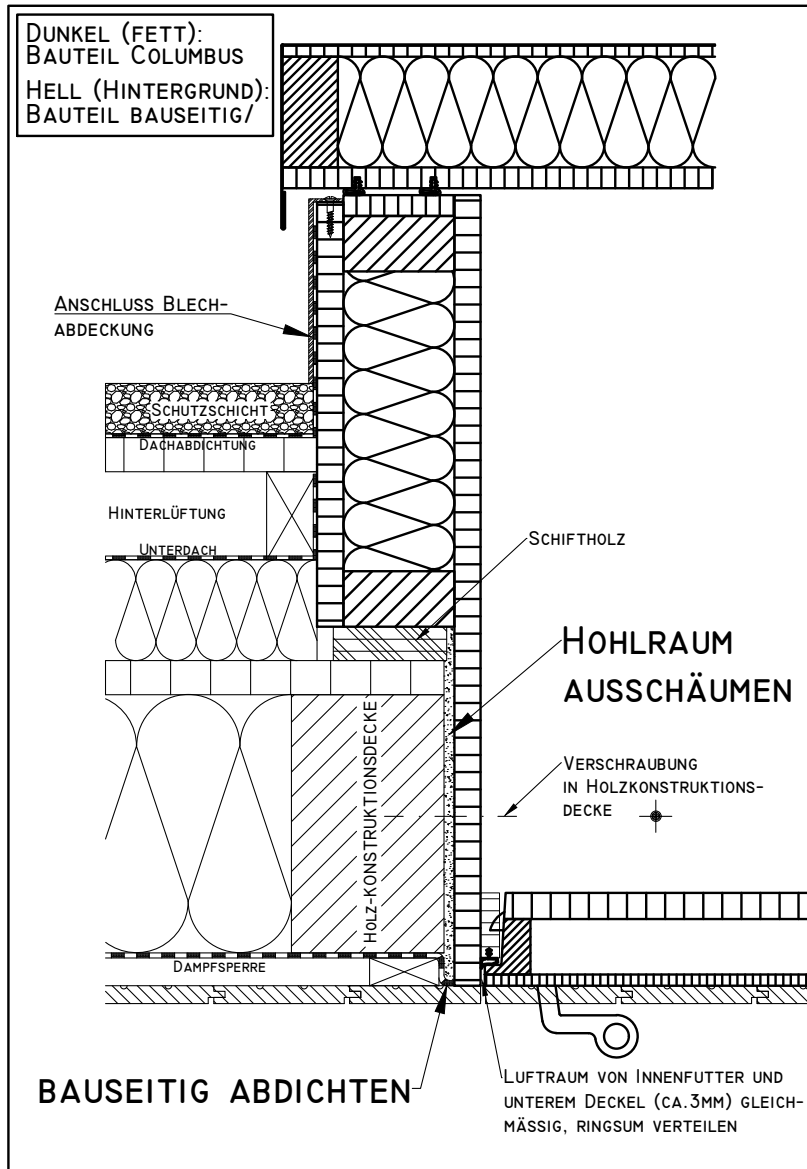 DUNKEL (FETT):
BAUTEIL COLUMBUS
HELL (HINTERGRUND):
BAUTEIL BAUSEITIG/
ANSCHLUSS BLECH-
ABDECKUNG
SCHUTZSCHICHT
DACHABDICHTUNG
HINTERLÜFTUNG
UNTERDACH
SCHIFTHOLZ
HOHLRAUM
AUSSCHÄUMEN
HOLZ-KONSTRUKTIONSDECKE
VERSCHRAUBUNG
IN HOLZKONSTRUKTIONS-
DECKE
DAMPFSPERRE
BAUSEITIG ABDICHTEN
LUFTRAUM VON INNENFUTTER UND
UNTEREM DECKEL (CA.3MM) GLEICH-
MÄSSIG, RINGSUM VERTEILEN